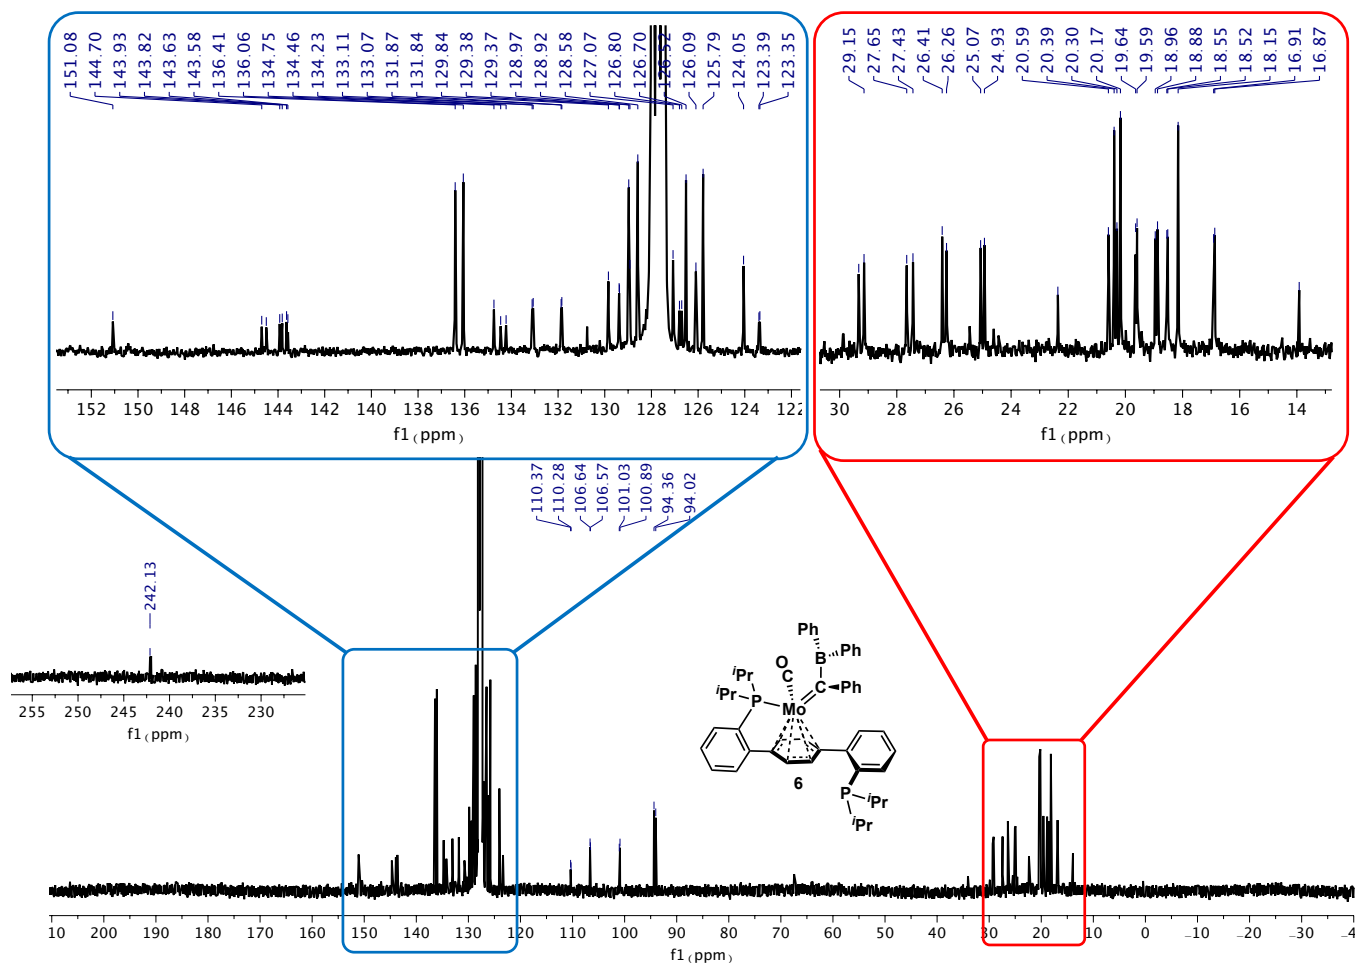 151.08 144.70 143.93 143.82 143.63 143.58 136.41 136.06 134.75 134.46 134.23 133.11 133.07 131.87 131.84 129.84 129.38 129.37 128.97 128.92 128.58 127.07 126.80 126.70 126.52 126.09 125.79 124.05 123.39 123.35
29.15 27.65 27.43 26.41 26.26 25.07 24.93 20.59 20.39 20.30 20.17 19.64 19.59 18.96 18.88 18.55 18.52 18.15 16.91 16.87
152 150 148 146 144 142 140 138 136 134 132 130 128 126 124 122
f1 (ppm)
30 28 26 24 22 20 18 16 14
f1 (ppm)
110.37 110.28 106.64 106.57 101.03 100.89 94.36 94.02
242.13
255 250 245 240 235 230
f1 (ppm)
Ph
B Ph
O
C C Ph
iPr
iPr P Mo
6
P iPr
iPr
10 200 190 180 170 160 150 140 130 120 110 100 90 80 70 60 50 40 30 20 10 0 -10 -20 -30 -4
f1 (ppm)